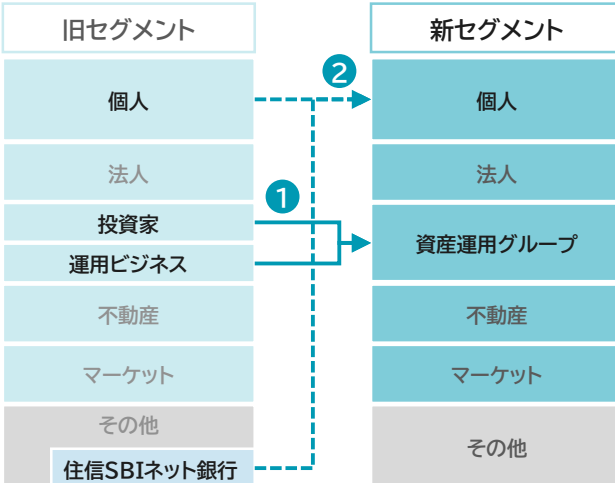 旧セグメント
個人
法人
投資家
運用ビジネス
不動産
マーケット
その他
住信SBIネット銀行
2
1
新セグメント
個人
法人
資産運用グループ
不動産
マーケット
その他